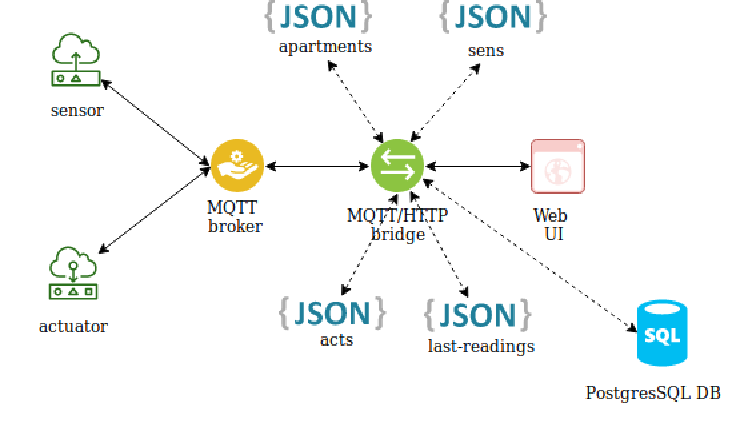 {JSON}
{JSON}
apartments
sens
sensor
MQTT
broker
MQTT/HTTP
bridge
Web
UI
{JSON}
{JSON}
SQL
actuator
acts
last-readings
PostgresSQL DB